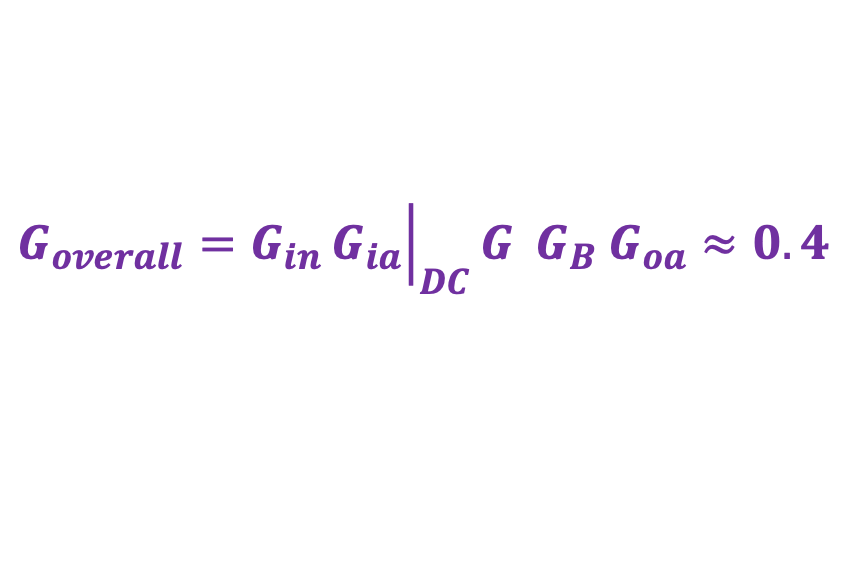 G_overall = G_in G_ia|_DC G G_B G_oa ≈ 0.4